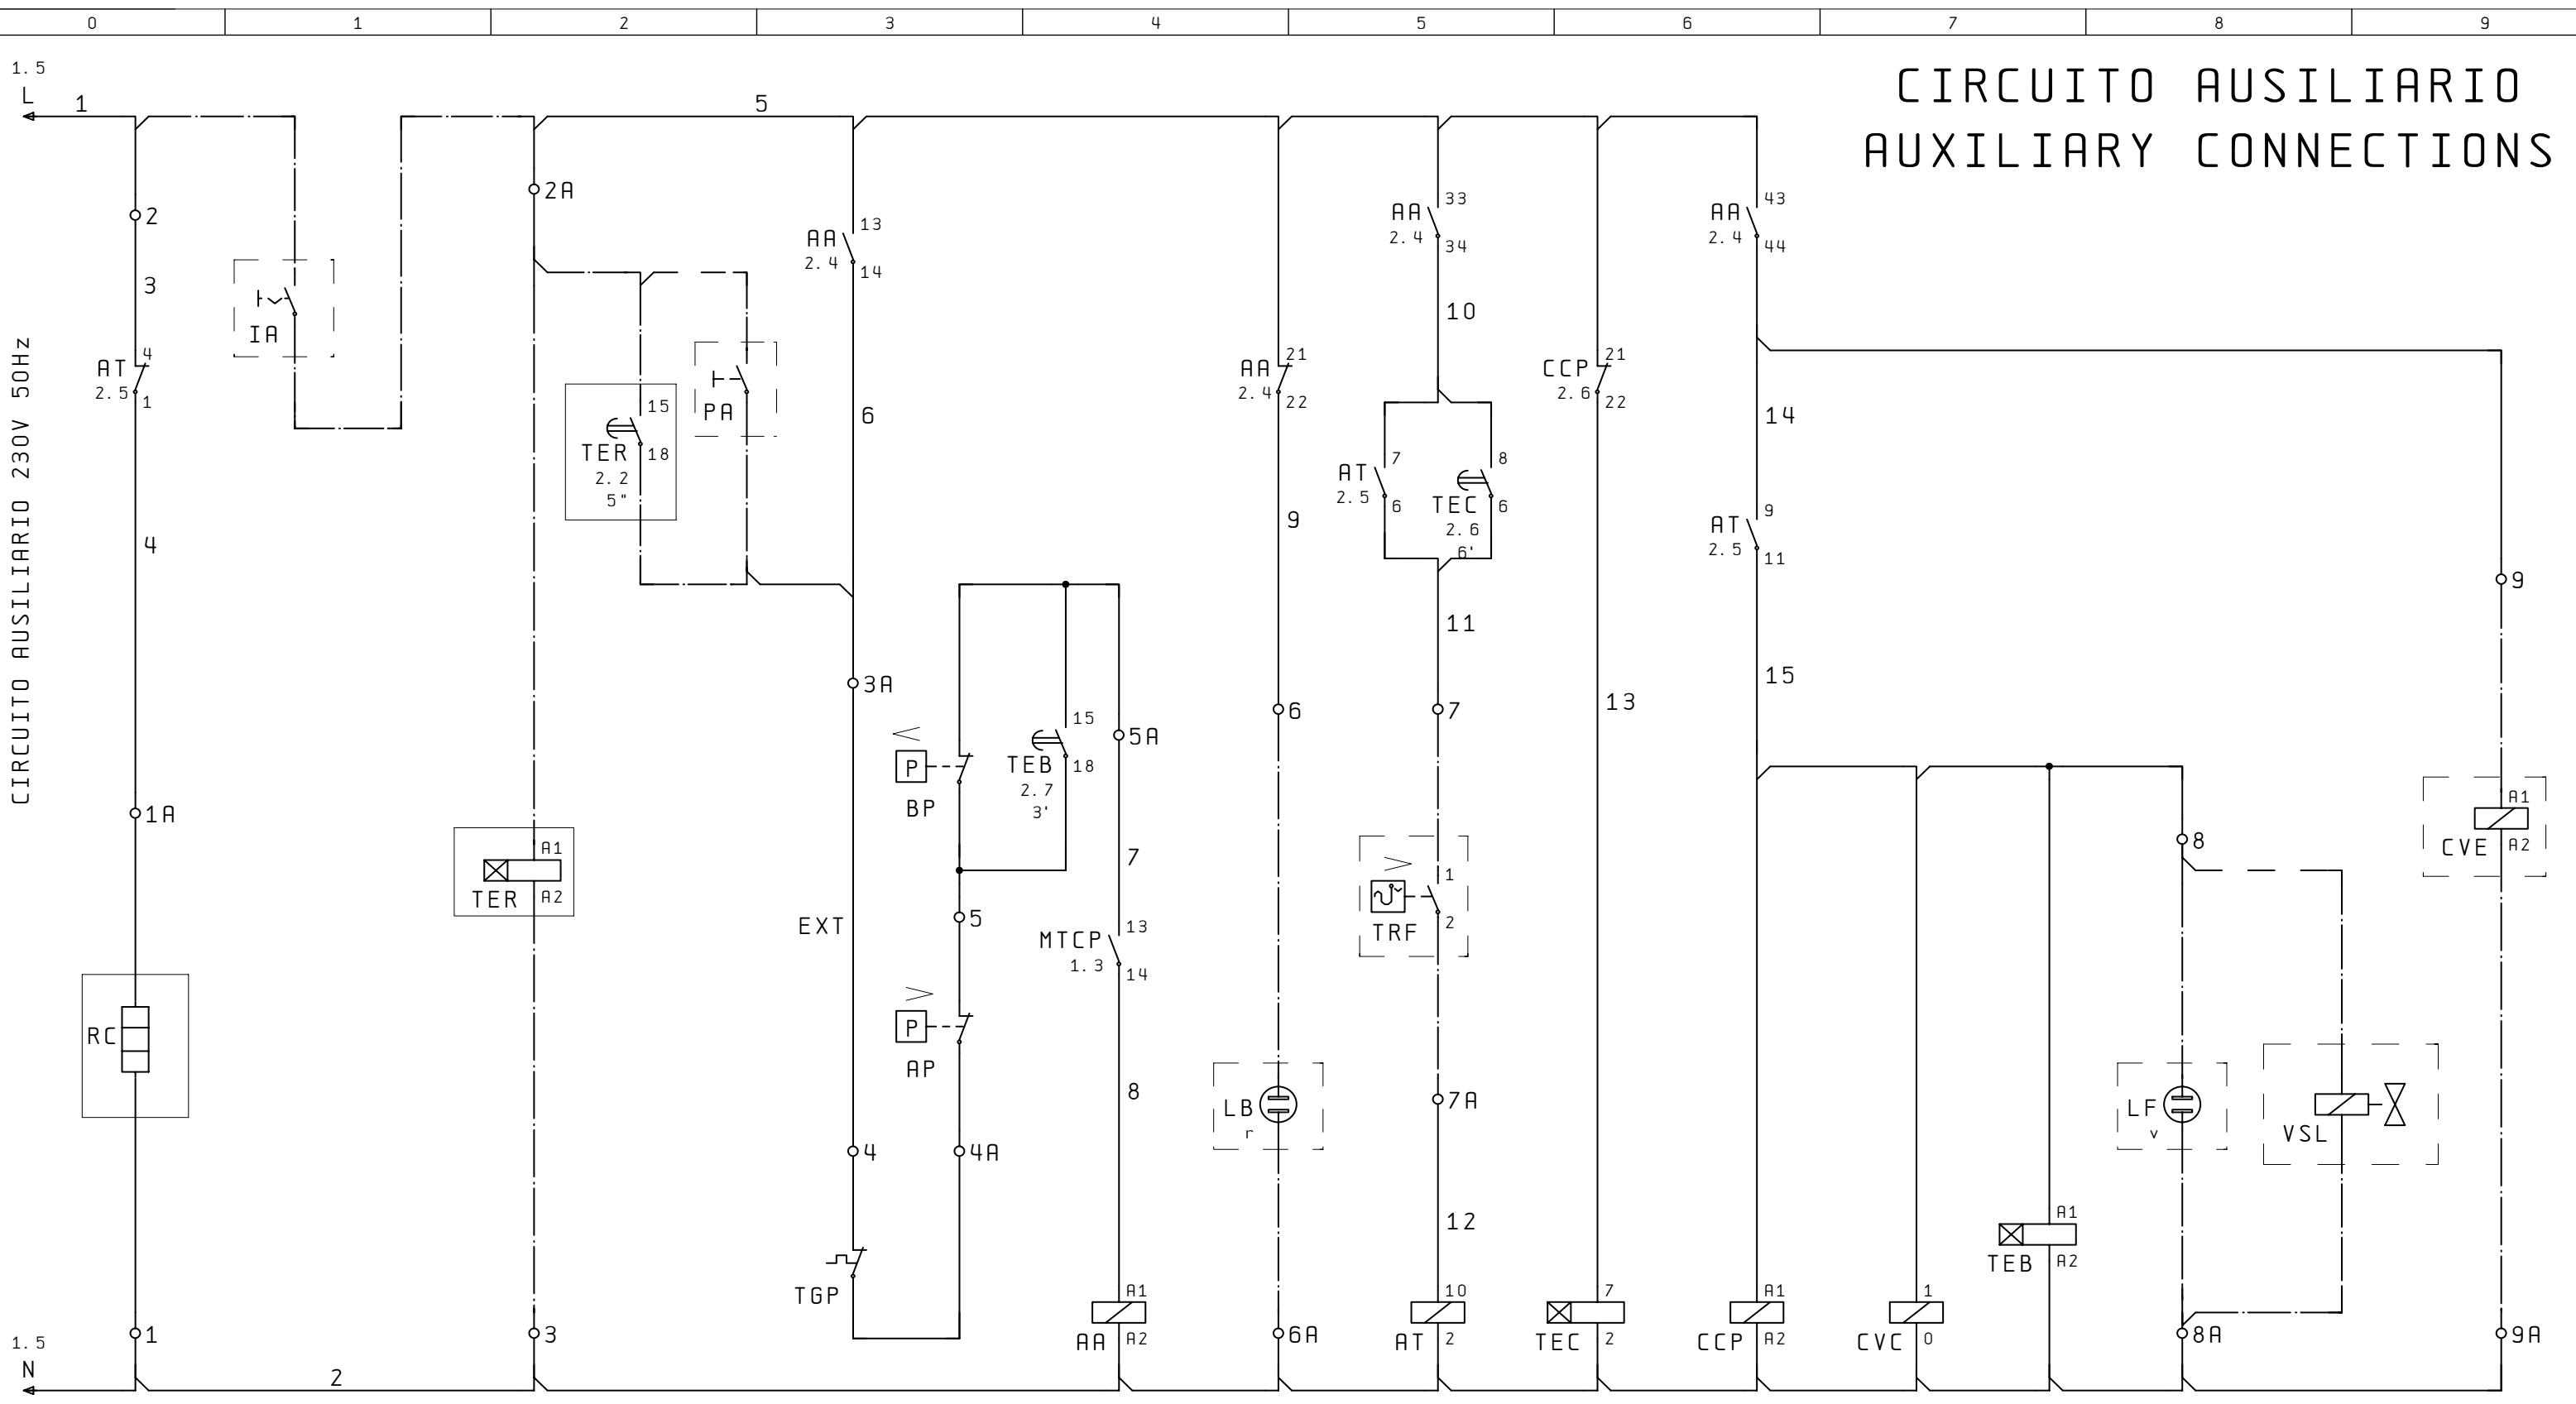 0 1 2 3 4 5 6 7 8 9
CIRCUITO AUSILIARIO
AUXILIARY CONNECTIONS
CIRCUITO AUSILIARIO 230V 50Hz
1.5
L
1
5
2
3
4
AT
2.5
1
4
1A
RC
1
1.5
N
2
IA
2A
15
TER
18
2.2
5"
PA
A1
TER
A2
3
13
AA
2.4
14
6
3A
EXT
4
TGP
<
P
BP
15
TEB
18
2.7
3'
5
>
P
AP
4A
5A
7
13
MTCP
1.3
14
8
A1
AA
A2
21
AA
2.4
22
9
6
LB
r
6A
33
AA
2.4
34
10
7
AT
2.5
6
8
TEC
6
2.6
6'
11
7
>
1
TRF
2
7A
12
10
AT
2
21
CCP
2.6
22
13
7
TEC
2
43
AA
2.4
44
14
9
AT
2.5
11
15
A1
CCP
A2
1
CVC
0
A1
TEB
A2
8
LF
v
8A
VSL
9
A1
CVE
A2
9A